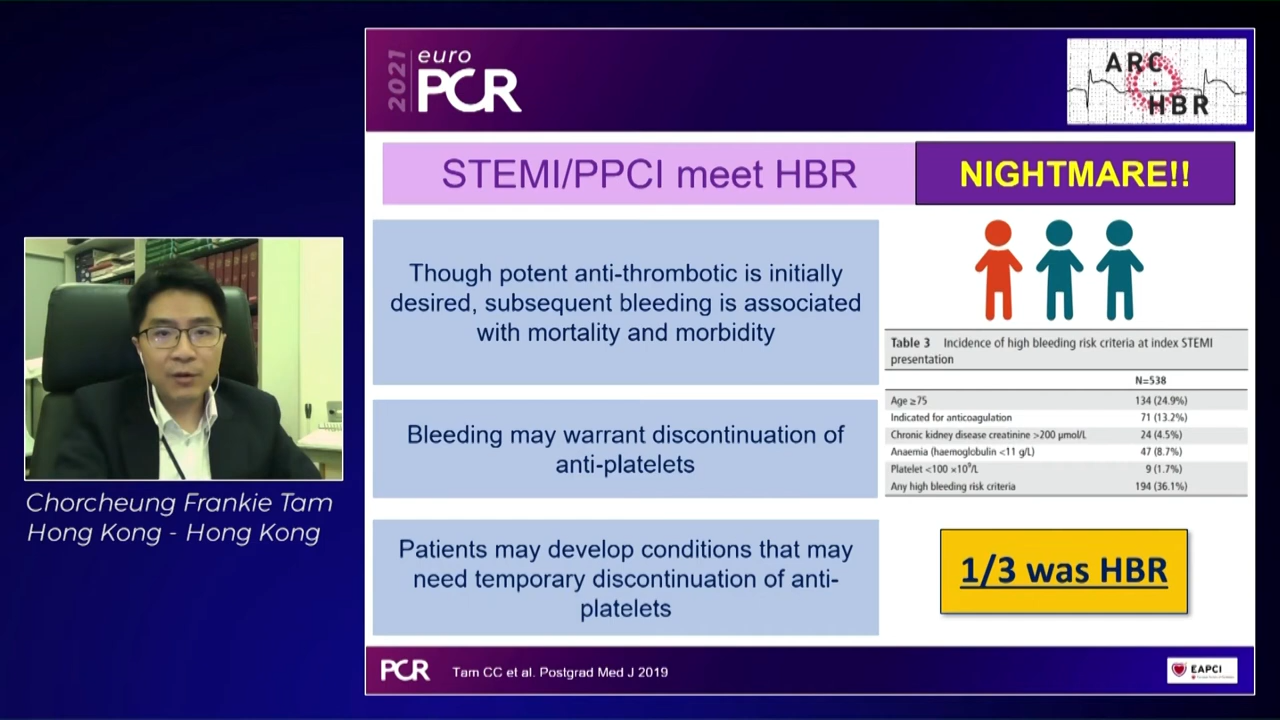 2021
euro
PCR
ARC
HBR
STEMI/PPCI meet HBR
NIGHTMARE!!
Though potent anti-thrombotic is initially
desired, subsequent bleeding is associated
with mortality and morbidity
Bleeding may warrant discontinuation of
anti-platelets
Patients may develop conditions that may
need temporary discontinuation of anti-
platelets
Table 3 Incidence of high bleeding risk criteria at index STEMI
presentation
N=538
Age ≥75 134 (24.9%)
Indicated for anticoagulation 71 (13.2%)
Chronic kidney disease creatinine >200 µmol/L 24 (4.5%)
Anaemia (haemoglobulin <11 g/L) 47 (8.7%)
Platelet <100 ×10⁹/L 9 (1.7%)
Any high bleeding risk criteria 194 (36.1%)
1/3 was HBR
Chorcheung Frankie Tam
Hong Kong - Hong Kong
PCR
Tam CC et al. Postgrad Med J 2019
EAPCI